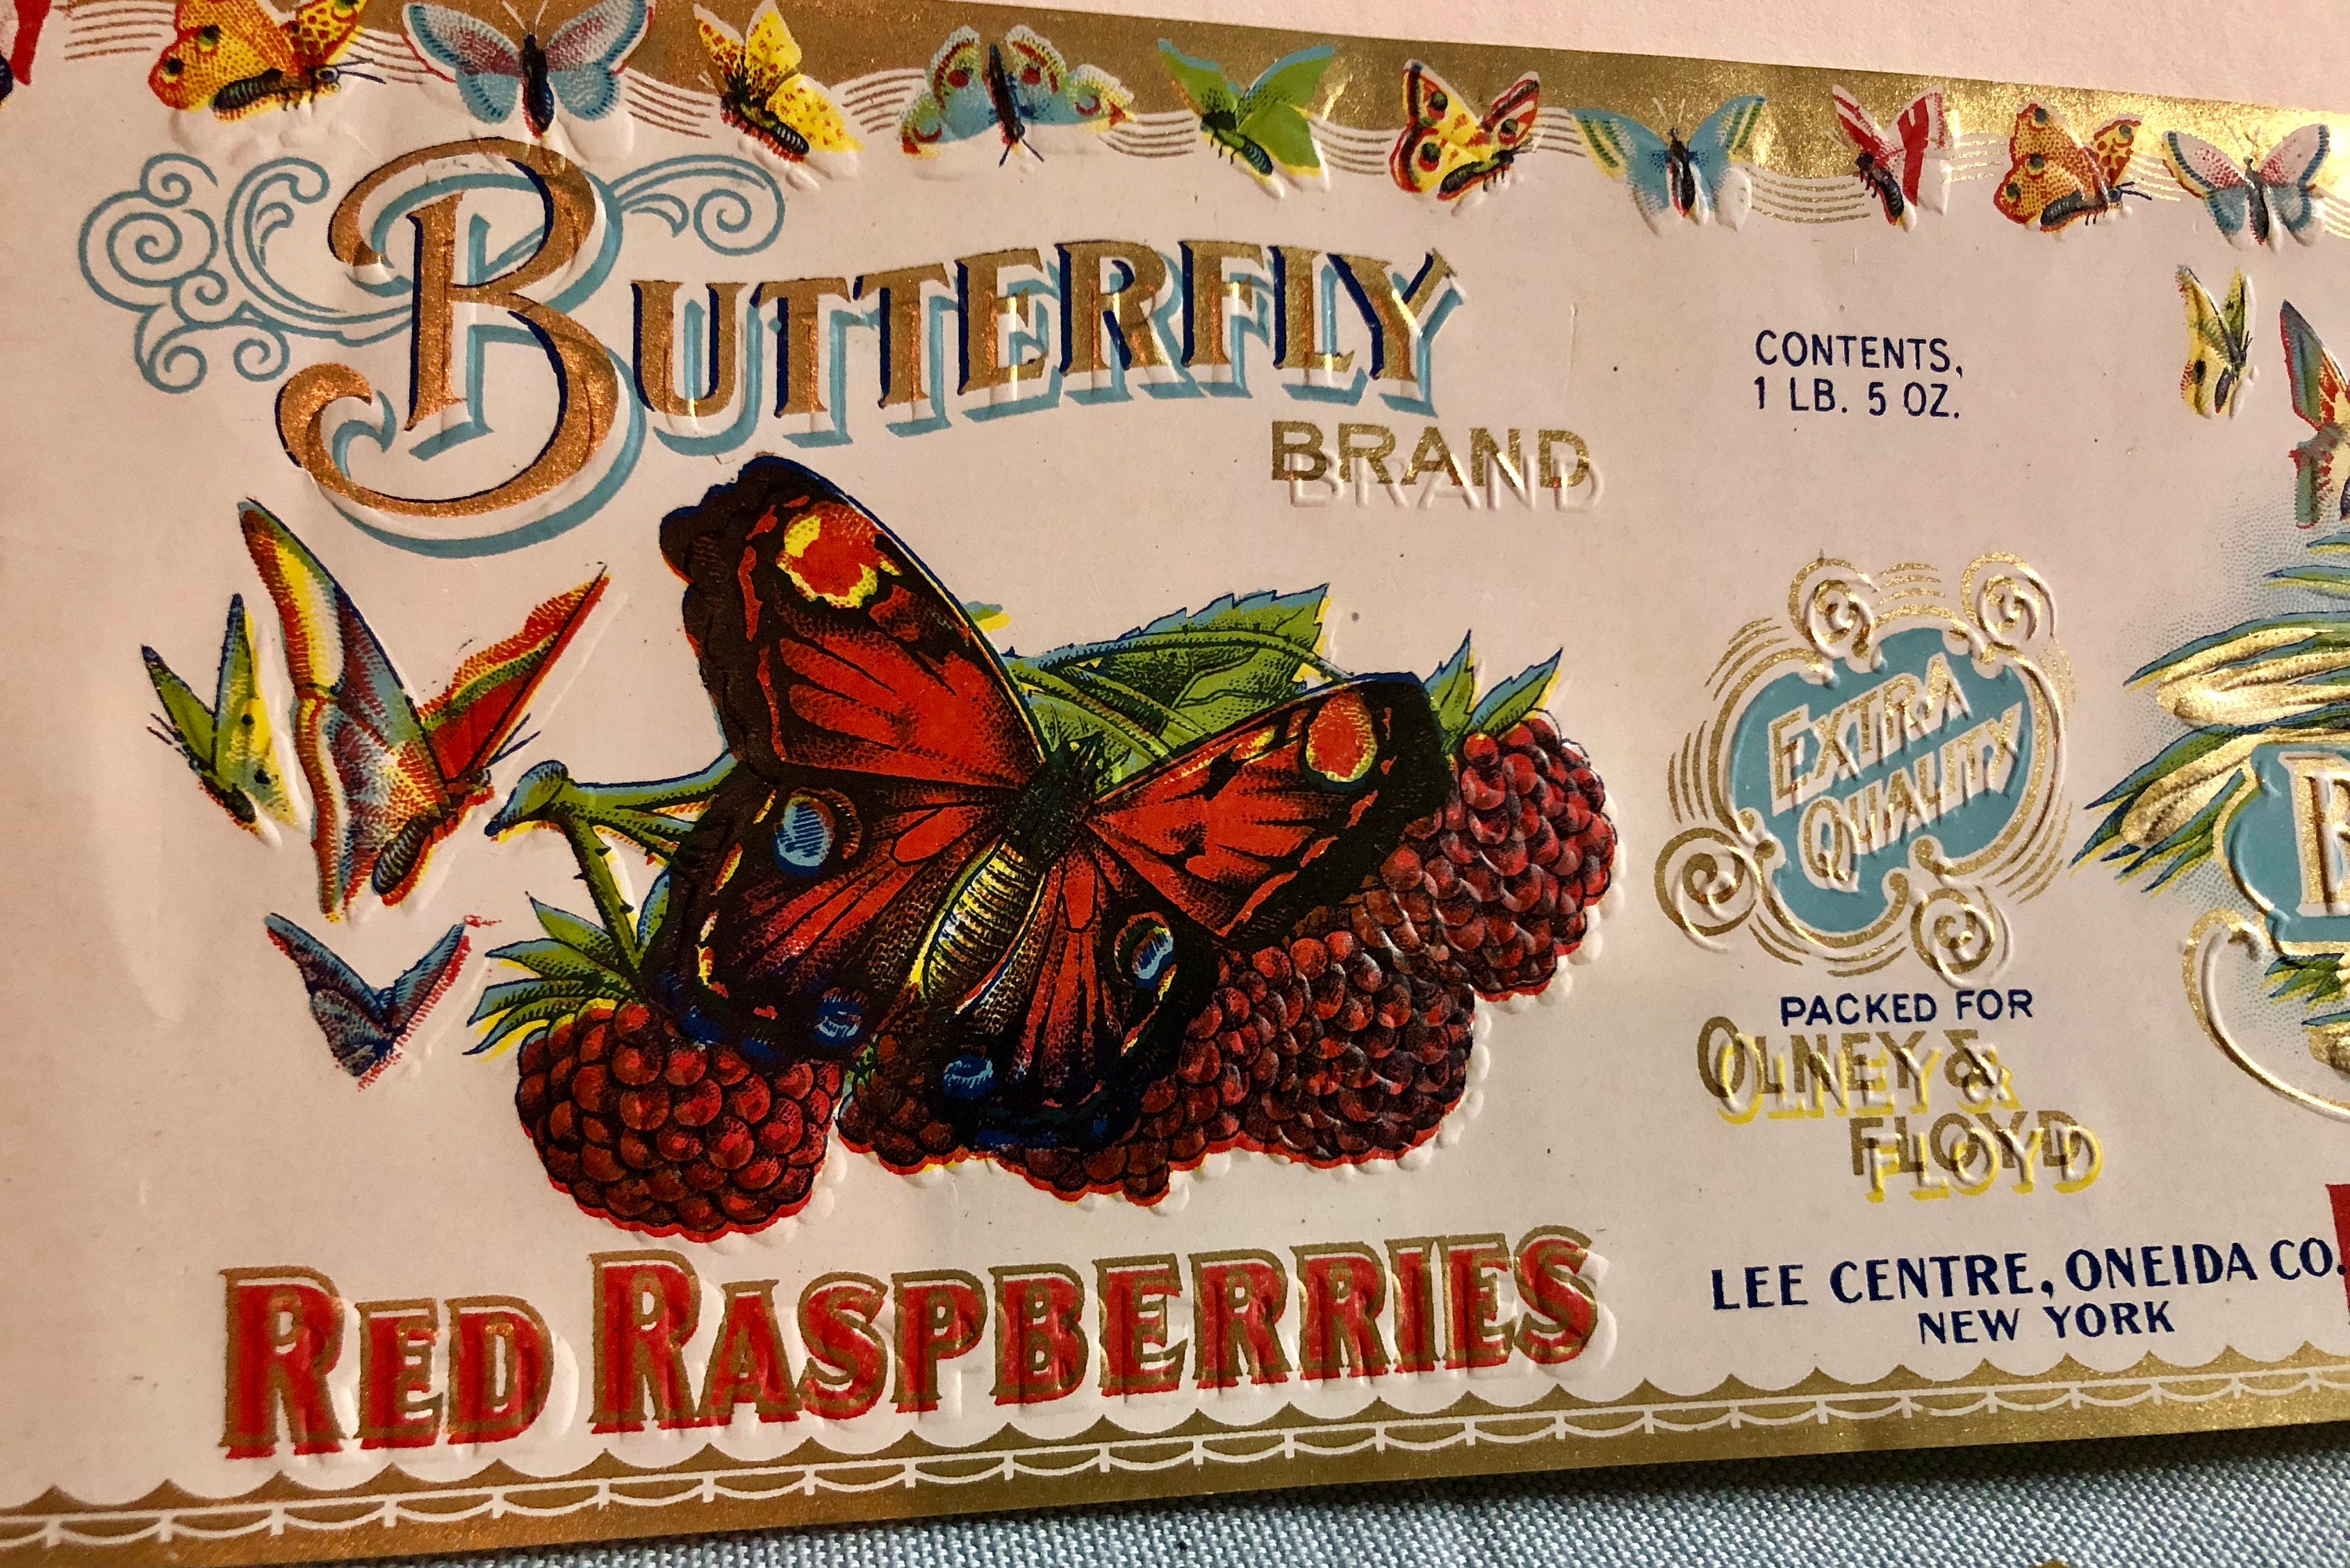 BUTTERFLY
BRAND
RED RASPBERRIES
CONTENTS,
1 LB. 5 OZ.
EXTRA
QUALITY
PACKED FOR
OLNEY &
FLOYD
LEE CENTRE, ONEIDA CO.
NEW YORK